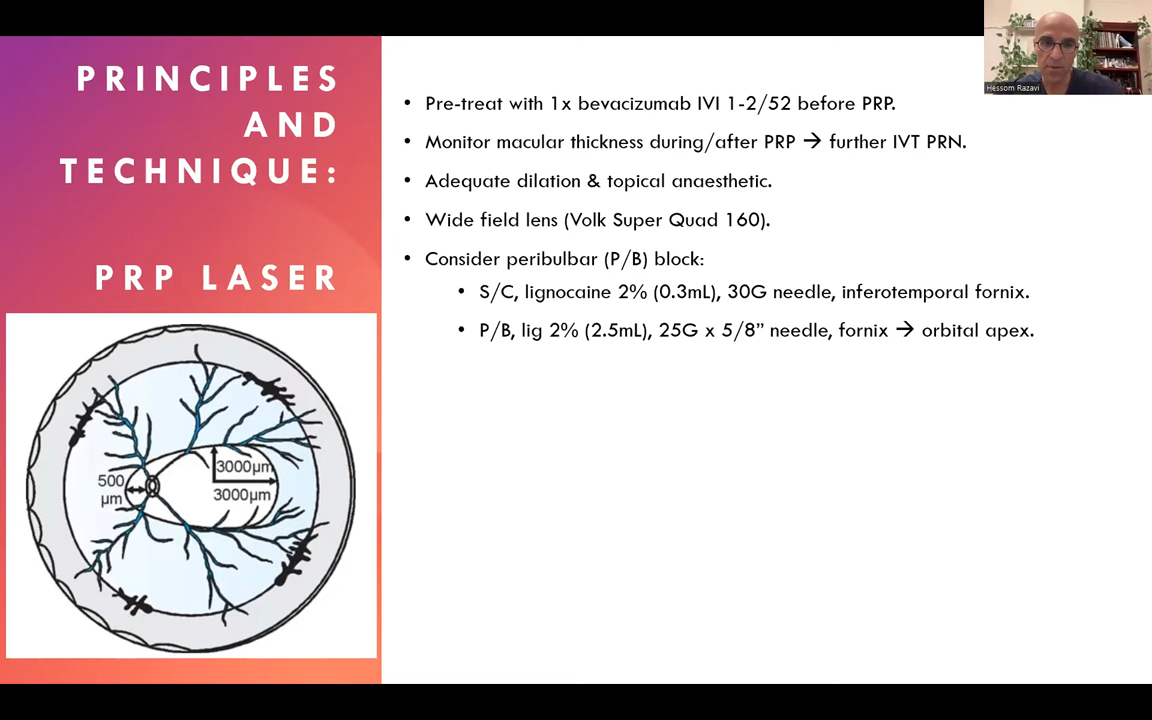 PRINCIPLES
AND
TECHNIQUE:
PRP LASER
• Pre-treat with 1x bevacizumab IVI 1-2/52 before PRP.
• Monitor macular thickness during/after PRP → further IVT PRN.
• Adequate dilation & topical anaesthetic.
• Wide field lens (Volk Super Quad 160).
• Consider peribulbar (P/B) block:
• S/C, lignocaine 2% (0.3mL), 30G needle, inferotemporal fornix.
• P/B, lig 2% (2.5mL), 25G x 5/8” needle, fornix → orbital apex.
3000µm
500
µm
3000µm
Hessom Razavi